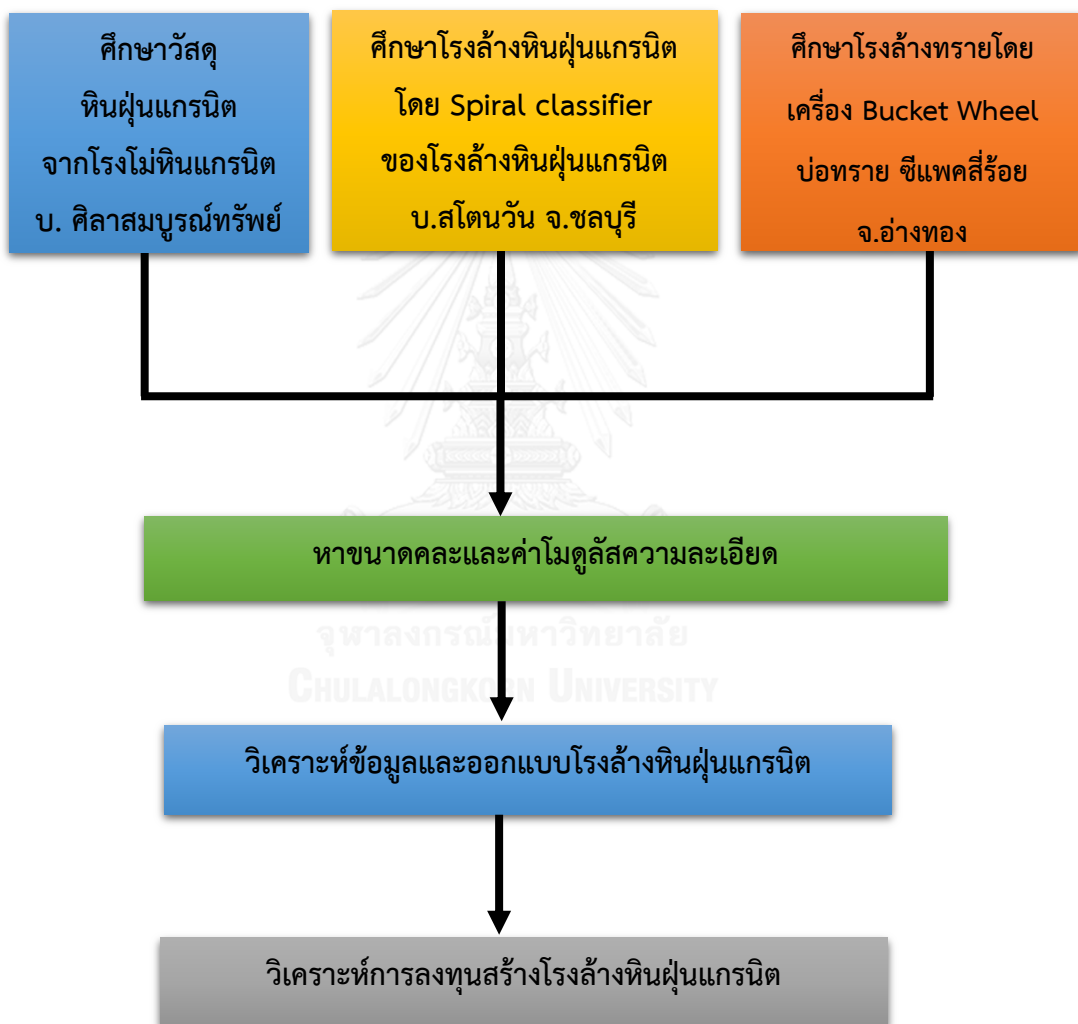 ศึกษาวัสดุ
หินฝุ่นแกรนิต
จากโรงโม่หินแกรนิต
บ. ศิลาสมบูรณ์ทรัพย์
ศึกษาโรงล้างหินฝุ่นแกรนิต
โดย Spiral classifier
ของโรงล้างหินฝุ่นแกรนิต
บ.สโตนวัน จ.ชลบุรี
ศึกษาโรงล้างทรายโดย
เครื่อง Bucket Wheel
บ่อทราย ซีแพคสี่ร้อย
จ.อ่างทอง
หาขนาดคละและค่าโมดูลัสความละเอียด
จุฬาลงกรณ์มหาวิทยาลัย
CHULALONGKORN UNIVERSITY
วิเคราะห์ข้อมูลและออกแบบโรงล้างหินฝุ่นแกรนิต
วิเคราะห์การลงทุนสร้างโรงล้างหินฝุ่นแกรนิต